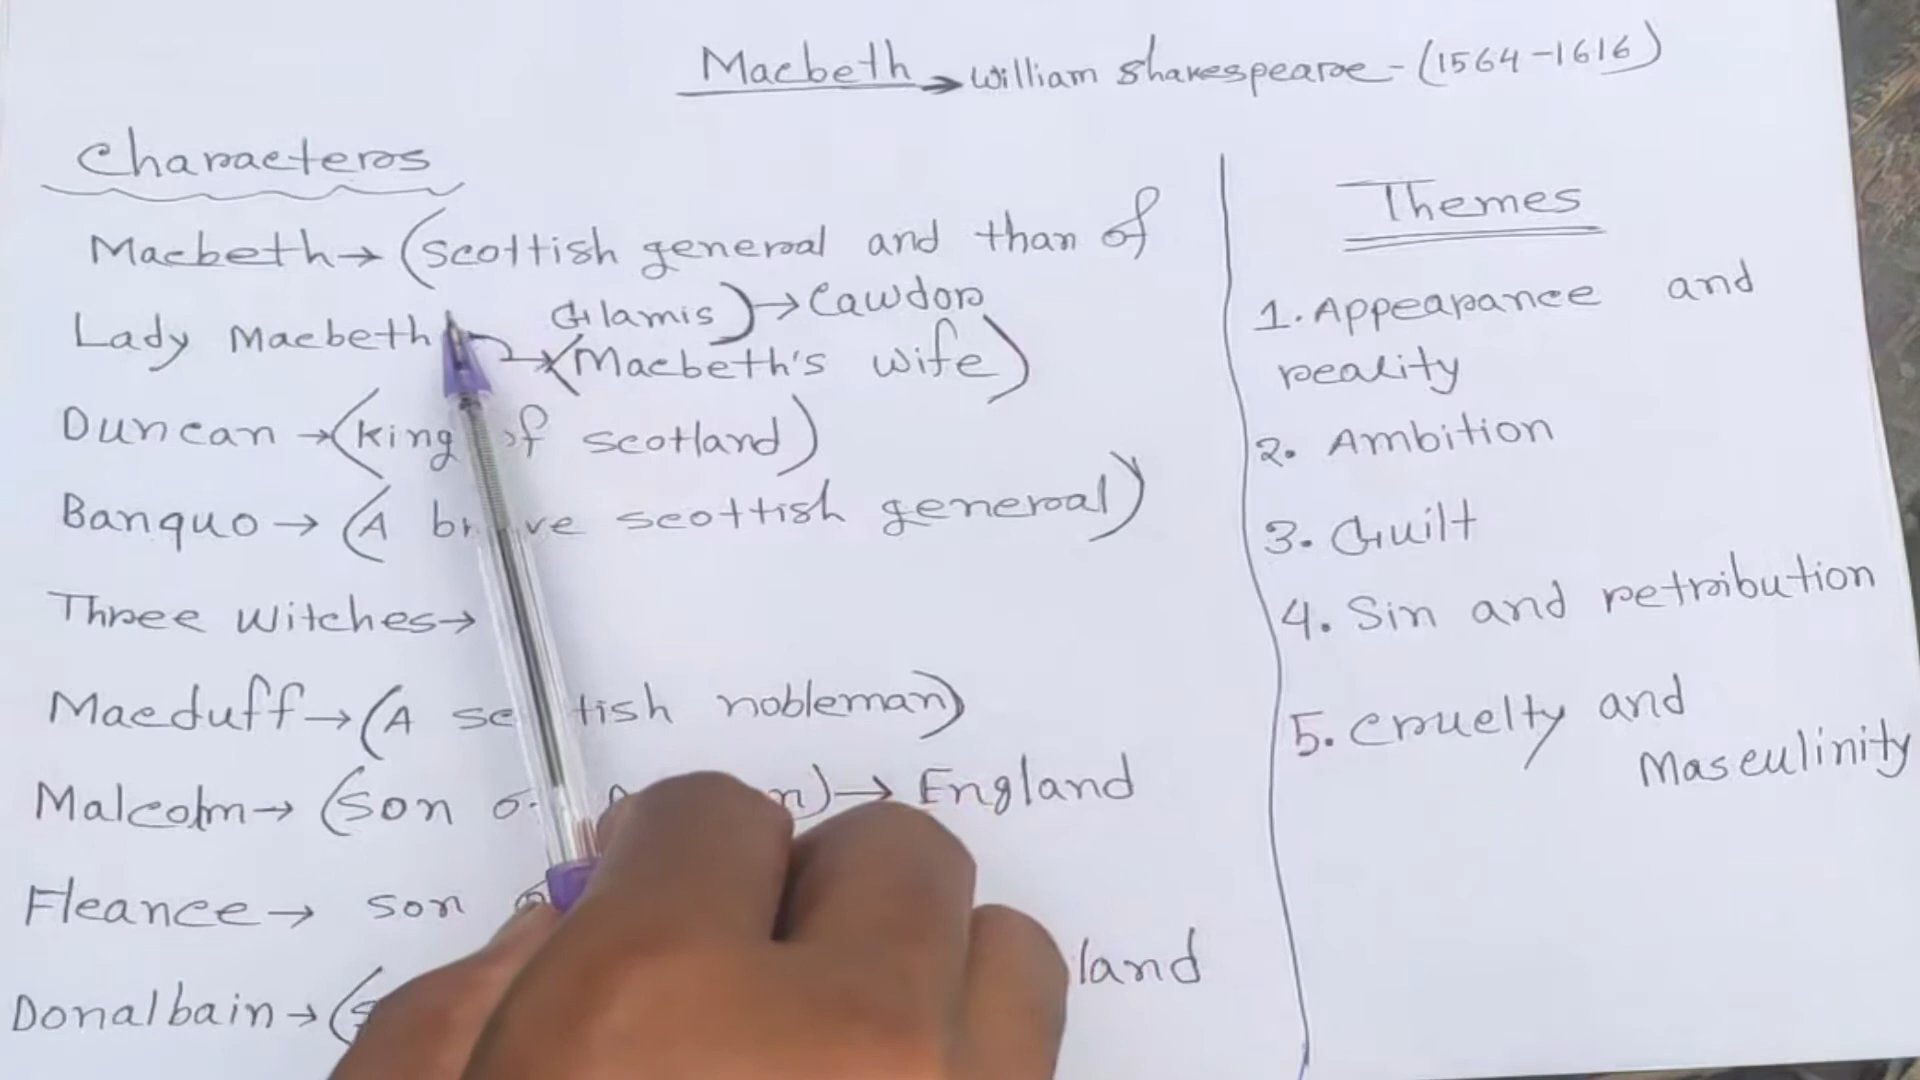 Macbeth → William Shakespeare - (1564-1616)
Characters
Macbeth → (Scottish general and than of
Glamis) → Cawdor
Lady Macbeth → (Macbeth's wife)
Duncan → (king of scotland)
Banquo → (A brave scottish general)
Three Witches →
Macduff → (A scottish nobleman)
Malcolm → (son → England
Fleance → son
Donalbain → (
Themes
1. Appearance and
reality
2. Ambition
3. Guilt
4. Sin and retribution
5. Cruelty and
Masculinity